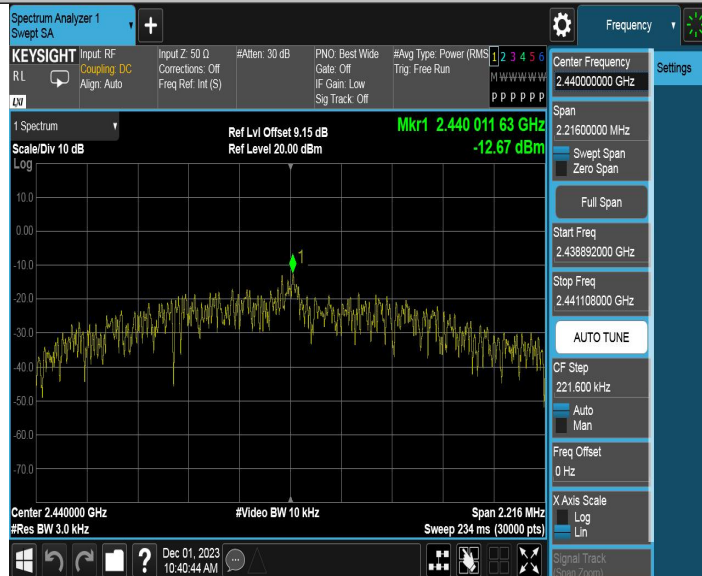 Spectrum Analyzer 1
Swept SA
+
Frequency
KEYSIGHT
RL
LXI
Input: RF
Coupling: DC
Align: Auto
Input Z: 50 Ω
Corrections: Off
Freq Ref: Int (S)
#Atten: 30 dB
PNO: Best Wide
Gate: Off
IF Gain: Low
Sig Track: Off
#Avg Type: Power (RMS
Trig: Free Run
1 2 3 4 5 6
M W W W W W
P P P P P P
1 Spectrum
Scale/Div 10 dB
Log
Ref Lvl Offset 9.15 dB
Ref Level 20.00 dBm
Mkr1 2.440 011 63 GHz
-12.67 dBm
10.0
0.00
-10.0
-20.0
-30.0
-40.0
-50.0
-60.0
-70.0
1
Center 2.440000 GHz
#Res BW 3.0 kHz
#Video BW 10 kHz
Span 2.216 MHz
Sweep 234 ms (30000 pts)
?
Dec 01, 2023
10:40:44 AM
Center Frequency
2.440000000 GHz
Span
2.21600000 MHz
Swept Span
Zero Span
Full Span
Start Freq
2.438892000 GHz
Stop Freq
2.441108000 GHz
AUTO TUNE
CF Step
221.600 kHz
Auto
Man
Freq Offset
0 Hz
X Axis Scale
Log
Lin
Signal Track
(Span Zoom)
Settings